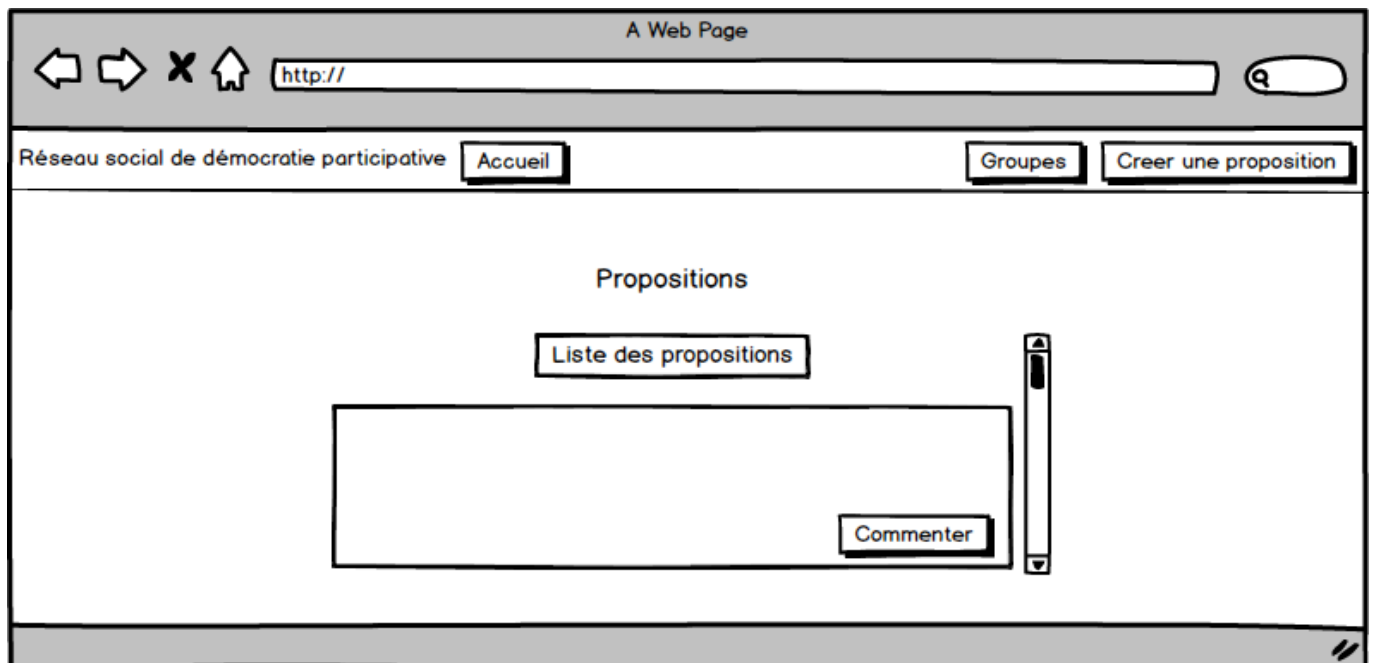 A Web Page
http://
Réseau social de démocratie participative Accueil Groupes Creer une proposition
Propositions
Liste des propositions
Commenter